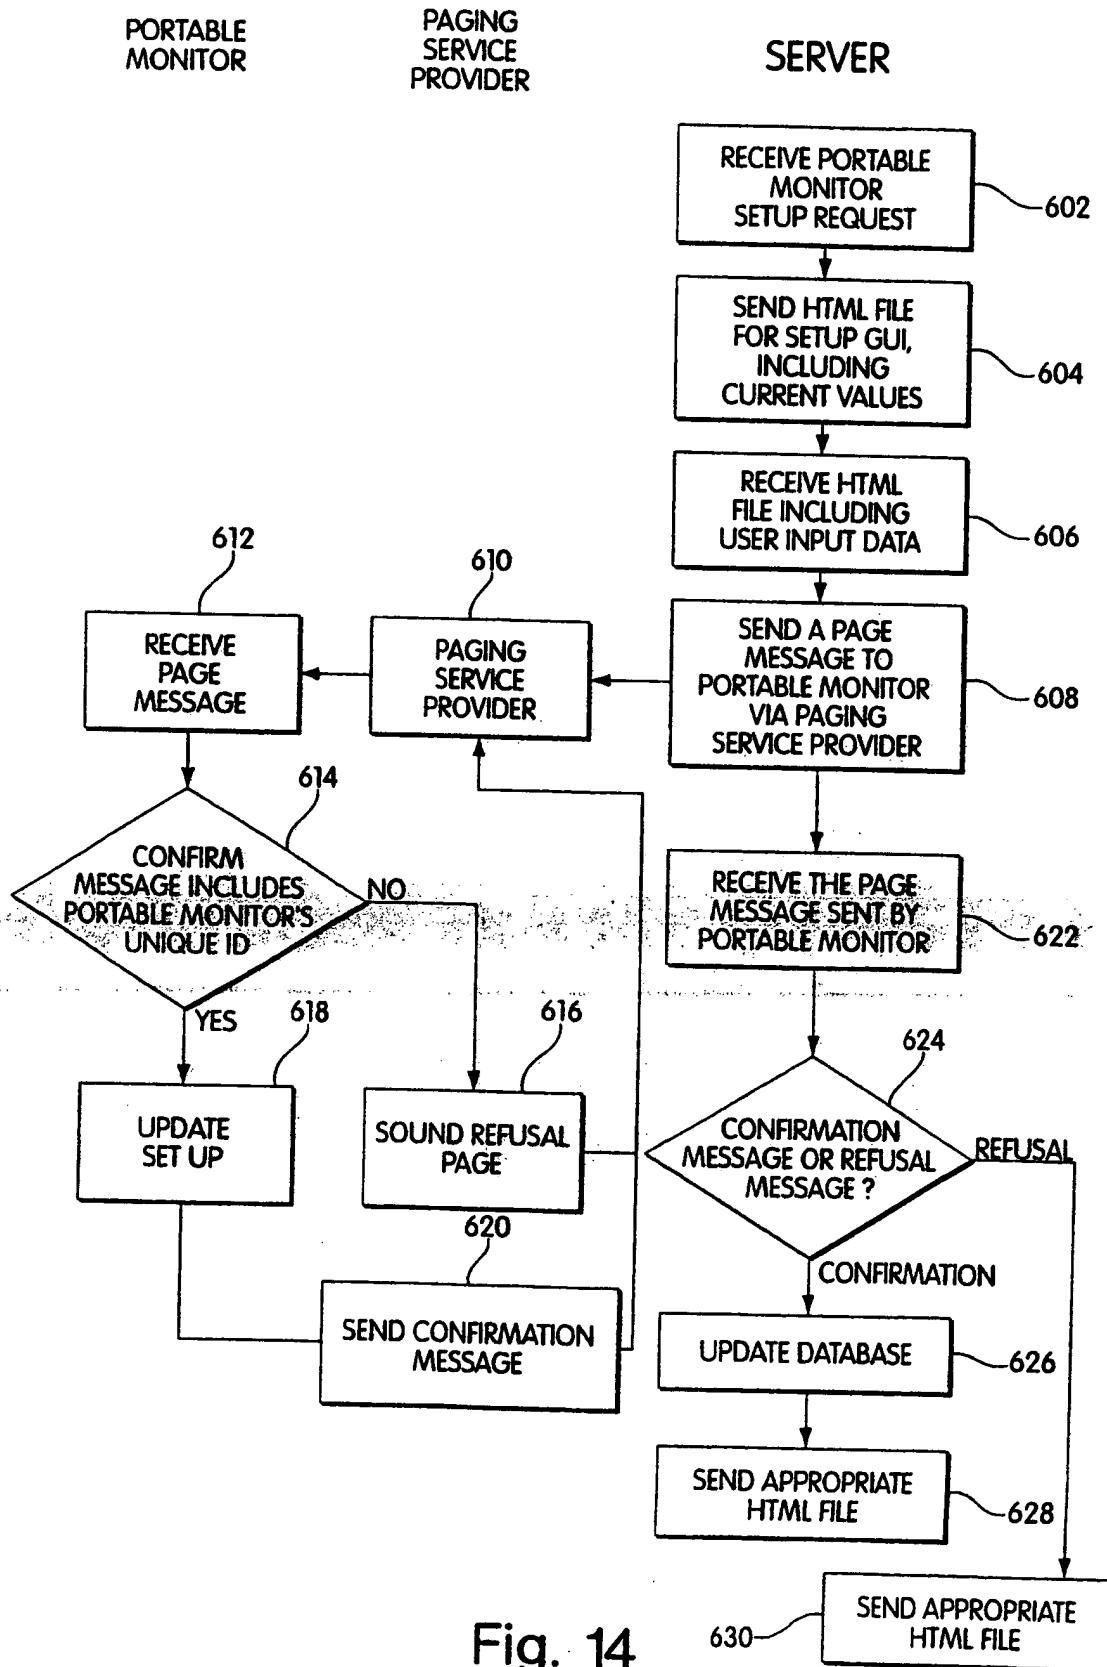 PORTABLE
MONITOR
PAGING
SERVICE
PROVIDER
SERVER
RECEIVE PORTABLE
MONITOR
SETUP REQUEST
602
SEND HTML FILE
FOR SETUP GUI,
INCLUDING
CURRENT VALUES
604
RECEIVE HTML
FILE INCLUDING
USER INPUT DATA
606
612
RECEIVE
PAGE
MESSAGE
610
PAGING
SERVICE
PROVIDER
SEND A PAGE
MESSAGE TO
PORTABLE MONITOR
VIA PAGING
SERVICE PROVIDER
608
614
CONFIRM
MESSAGE INCLUDES
PORTABLE MONITOR'S
UNIQUE ID
NO
YES
RECEIVE THE PAGE
MESSAGE SENT BY
PORTABLE MONITOR
622
618
UPDATE
SET UP
616
SOUND REFUSAL
PAGE
624
CONFIRMATION
MESSAGE OR REFUSAL
MESSAGE ?
REFUSAL
CONFIRMATION
620
SEND CONFIRMATION
MESSAGE
UPDATE DATABASE
626
SEND APPROPRIATE
HTML FILE
628
SEND APPROPRIATE
HTML FILE
630
Fig. 14